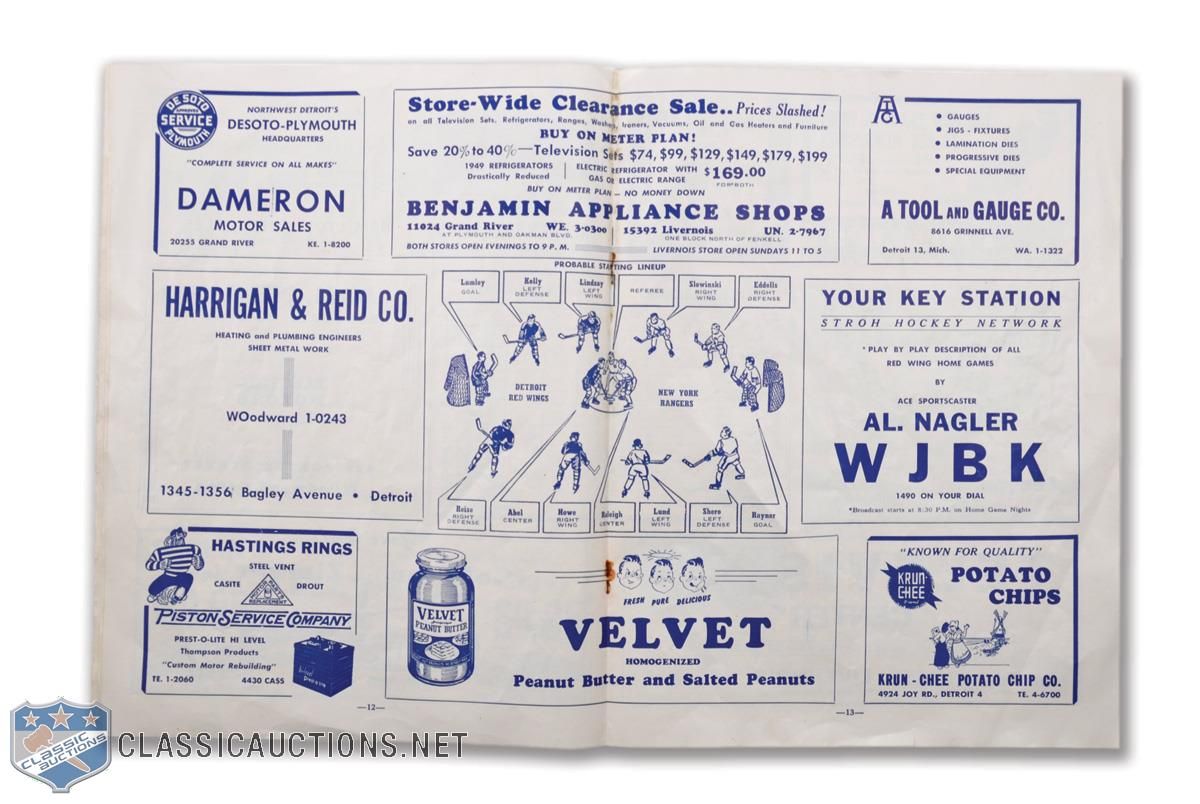 DE SOTO
APPROVED
SERVICE
PLYMOUTH
NORTHWEST DETROIT'S
DESOTO-PLYMOUTH
HEADQUARTERS
"COMPLETE SERVICE ON ALL MAKES"
DAMERON
MOTOR SALES
20255 GRAND RIVER KE. 1-8200
Store-Wide Clearance Sale.. Prices Slashed!
on all Television Sets, Refrigerators, Ranges, Washers, Ironers, Vacuums, Oil and Gas Heaters and Furniture
BUY ON METER PLAN!
Save 20% to 40%—Television Sets $74, $99, $129, $149, $179, $199
1949 REFRIGERATORS
Drastically Reduced
ELECTRIC REFRIGERATOR WITH
GAS OR ELECTRIC RANGE
$169.00
FOR BOTH
BUY ON METER PLAN — NO MONEY DOWN
BENJAMIN APPLIANCE SHOPS
11024 Grand River WE. 3-0300
AT PLYMOUTH AND OAKMAN BLVD.
15392 Livernois UN. 2-7967
ONE BLOCK NORTH OF FENKELL
BOTH STORES OPEN EVENINGS TO 9 P. M. LIVERNOIS STORE OPEN SUNDAYS 11 TO 5
GAUGES
JIGS - FIXTURES
LAMINATION DIES
PROGRESSIVE DIES
SPECIAL EQUIPMENT
A TOOL AND GAUGE CO.
8616 GRINNELL AVE.
Detroit 13, Mich. WA. 1-1322
HARRIGAN & REID CO.
HEATING and PLUMBING ENGINEERS
SHEET METAL WORK
WOodward 1-0243
1345-1356 Bagley Avenue • Detroit
PROBABLE STARTING LINEUP
Lumley
GOAL
Kelly
LEFT
DEFENSE
Lindsay
LEFT
WING
REFEREE
Slowinski
RIGHT
WING
Eddolls
RIGHT
DEFENSE
DETROIT
RED WINGS
NEW YORK
RANGERS
Reise
RIGHT
DEFENSE
Abel
CENTER
Howe
RIGHT
WING
Raleigh
CENTER
Lund
LEFT
WING
Shero
LEFT
DEFENSE
Rayner
GOAL
YOUR KEY STATION
STROH HOCKEY NETWORK
*PLAY BY PLAY DESCRIPTION OF ALL
RED WING HOME GAMES
BY
ACE SPORTSCASTER
AL. NAGLER
WJBK
1490 ON YOUR DIAL
*Broadcast starts at 8:30 P.M. on Home Game Nights
HASTINGS RINGS
STEEL VENT
CASITE DROUT
REPLACEMENT
PISTON SERVICE COMPANY
PREST-O-LITE HI LEVEL
Thompson Products
"Custom Motor Rebuilding"
TE. 1-2060 4430 CASS
VELVET
PEANUT BUTTER
FRESH PURE DELICIOUS
VELVET
HOMOGENIZED
Peanut Butter and Salted Peanuts
"KNOWN FOR QUALITY"
KRUN
CHEE
POTATO
CHIPS
KRUN - CHEE POTATO CHIP CO.
4924 JOY RD., DETROIT 4 TE. 4-6700
—12—
—13—
CLASSIC
AUCTIONS
CLASSICAUCTIONS.NET